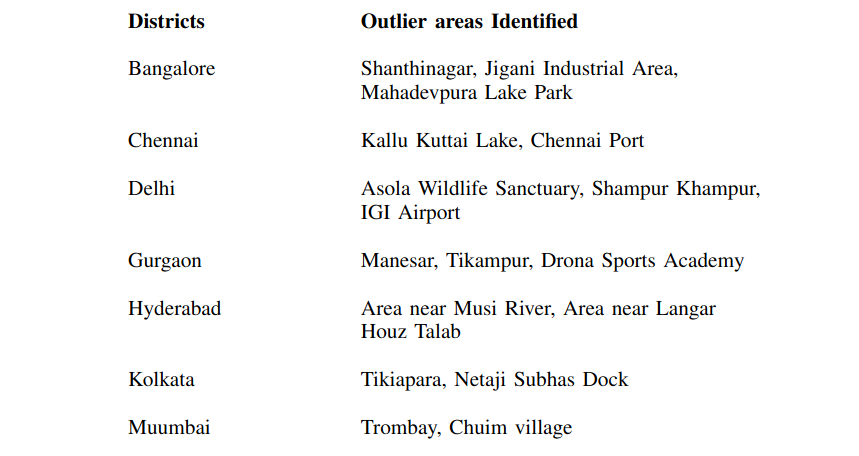 Districts Outlier areas Identified
Bangalore Shanthinagar, Jigani Industrial Area,
Mahadevpura Lake Park
Chennai Kallu Kuttai Lake, Chennai Port
Delhi Asola Wildlife Sanctuary, Shampur Khampur,
IGI Airport
Gurgaon Manesar, Tikampur, Drona Sports Academy
Hyderabad Area near Musi River, Area near Langar
Houz Talab
Kolkata Tikiapara, Netaji Subhas Dock
Muumbai Trombay, Chuim village